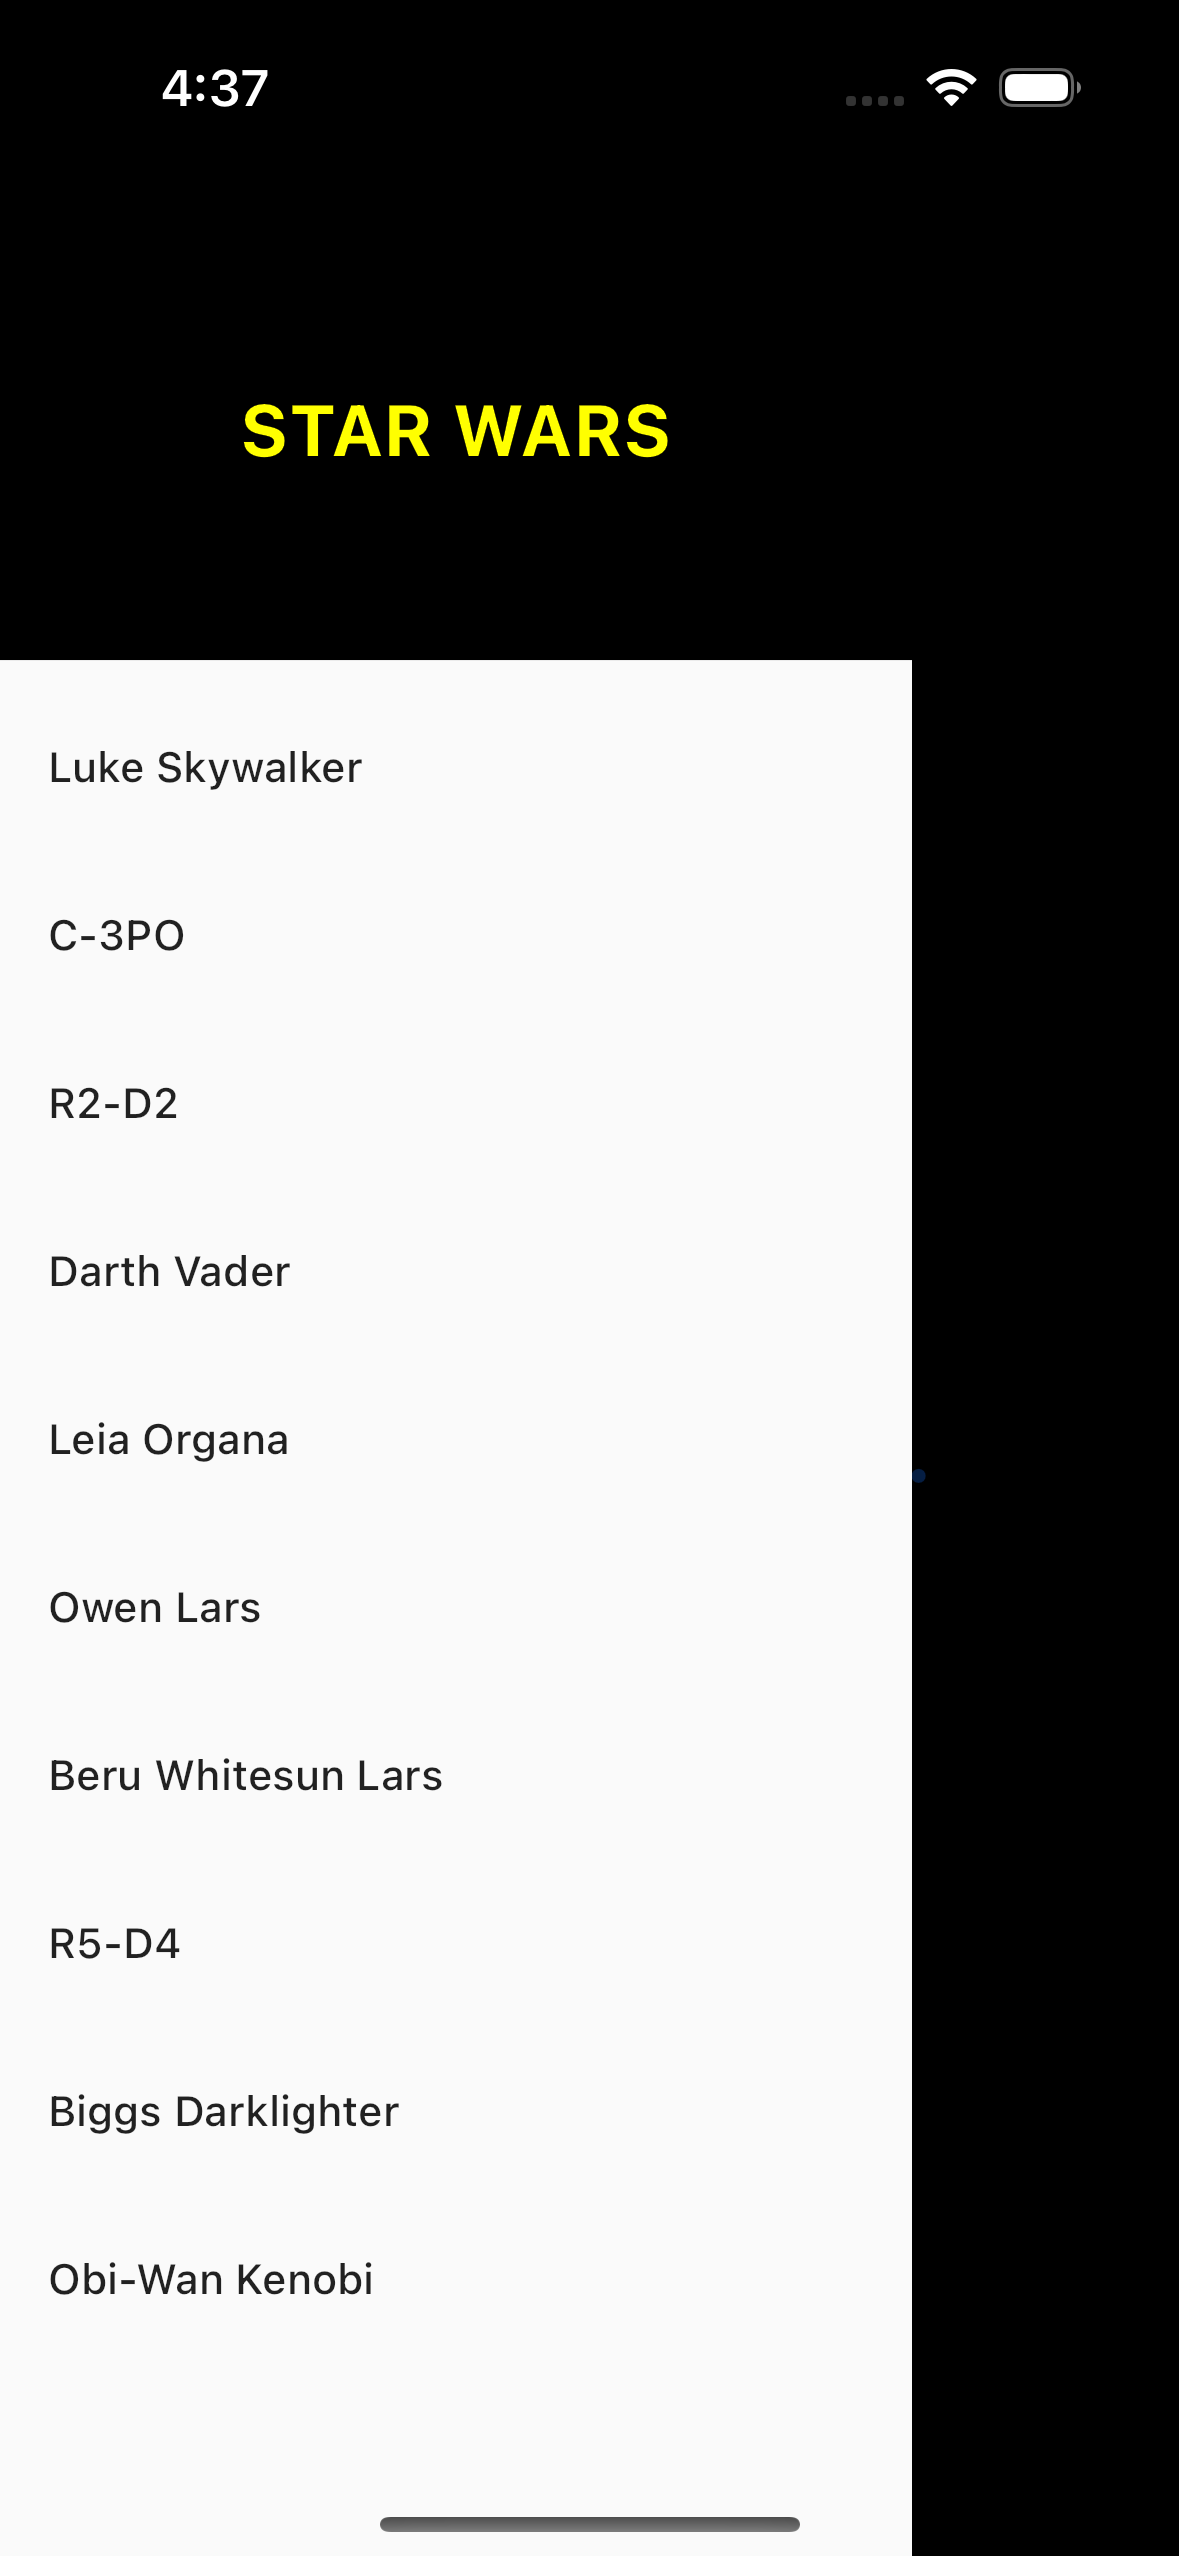 4:37
STAR WARS
Luke Skywalker
C-3PO
R2-D2
Darth Vader
Leia Organa
Owen Lars
Beru Whitesun Lars
R5-D4
Biggs Darklighter
Obi-Wan Kenobi